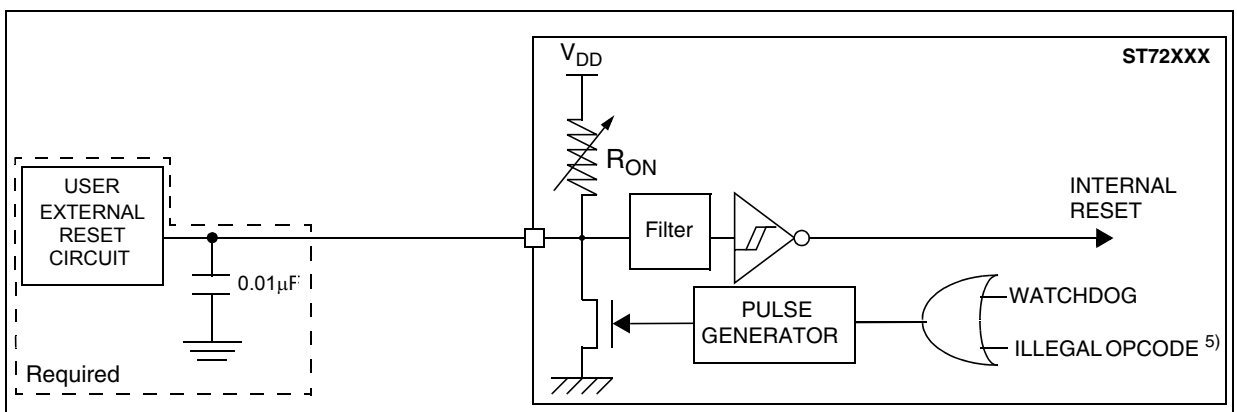 ST72XXX
VDD
RON
USER
EXTERNAL
RESET
CIRCUIT
0.01μF
Required
Filter
INTERNAL
RESET
PULSE
GENERATOR
WATCHDOG
ILLEGAL OPCODE 5)